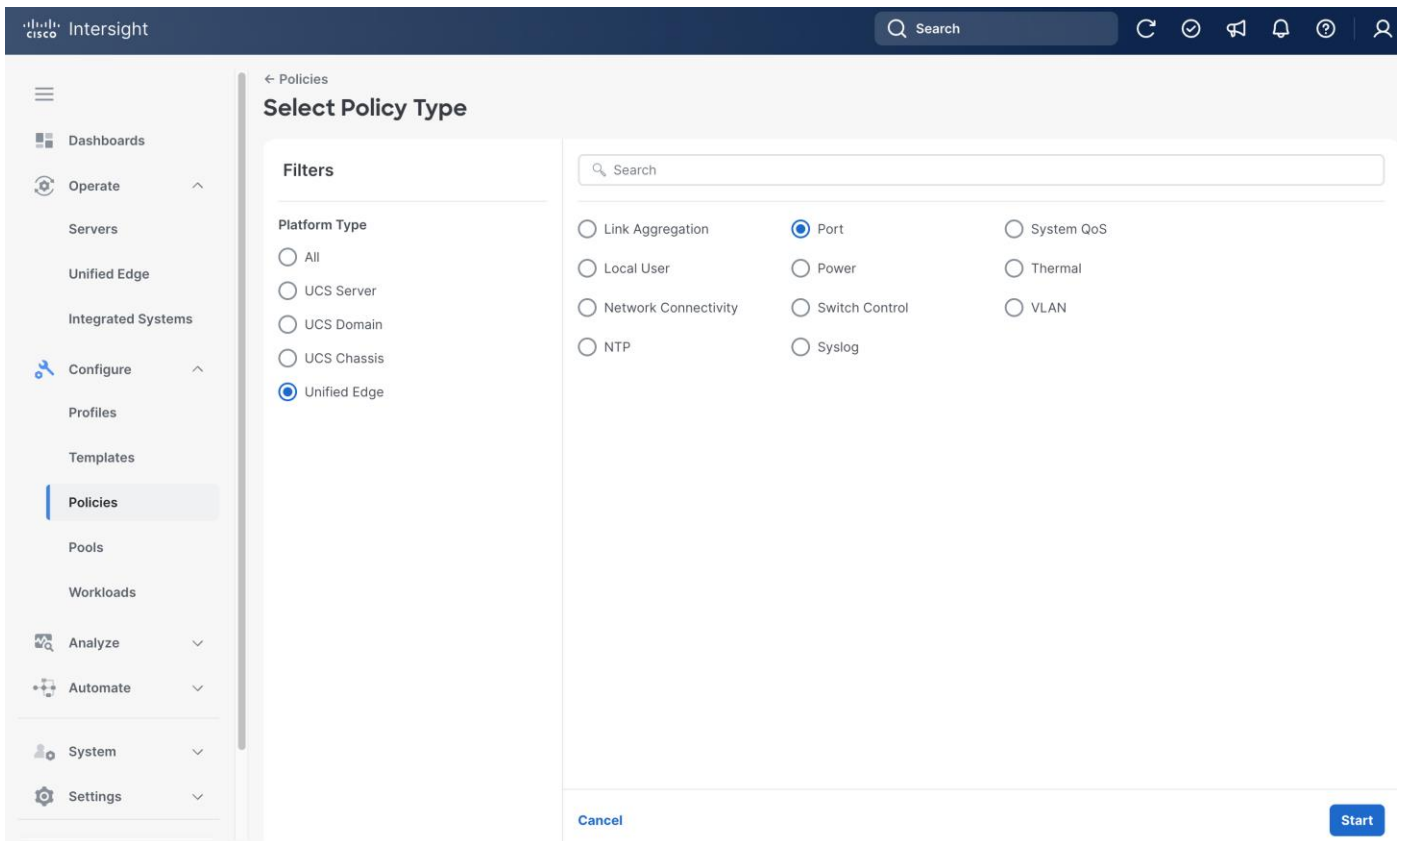 cisco Intersight
Search
← Policies
Select Policy Type
Dashboards
Operate
Servers
Unified Edge
Integrated Systems
Configure
Profiles
Templates
Policies
Pools
Workloads
Analyze
Automate
System
Settings
Filters
Platform Type
All
UCS Server
UCS Domain
UCS Chassis
Unified Edge
Search
Link Aggregation Port System QoS
Local User Power Thermal
Network Connectivity Switch Control VLAN
NTP Syslog
Cancel Start